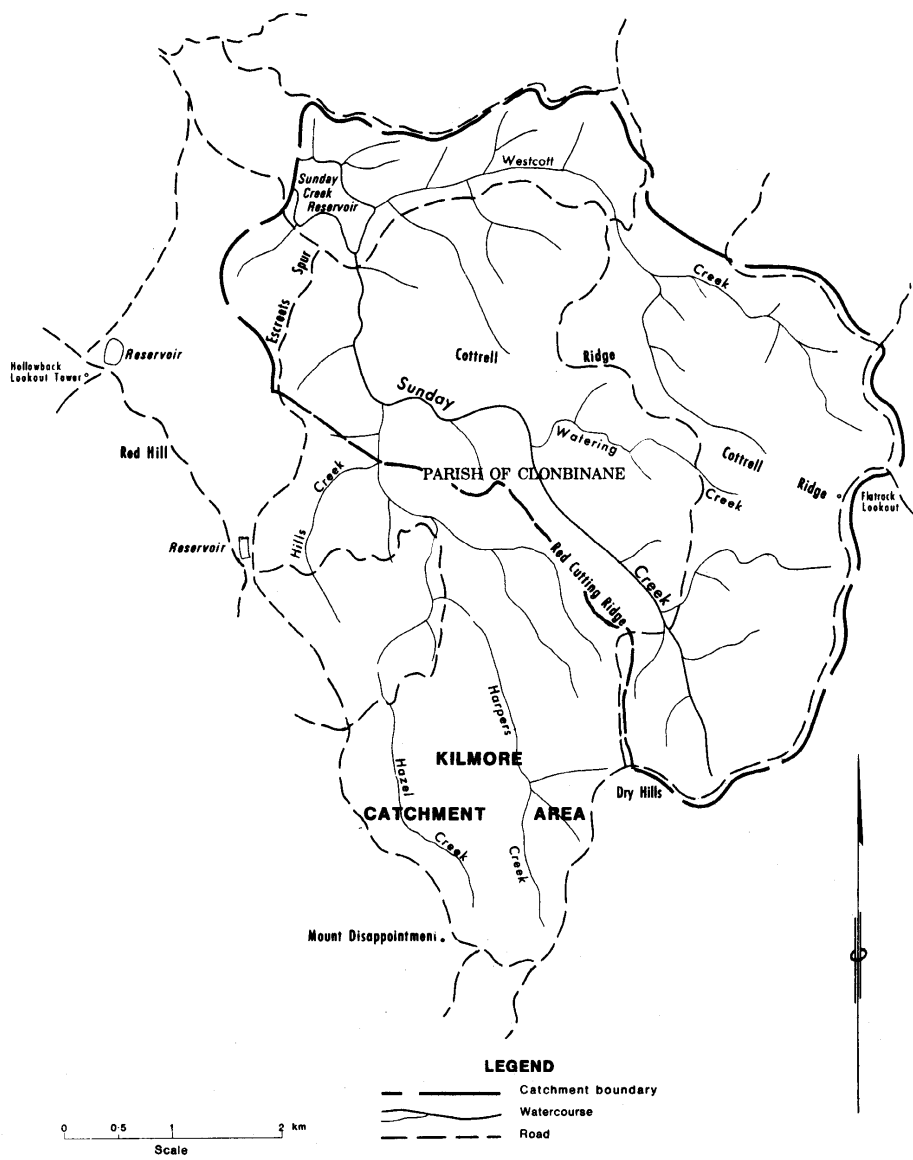 Westcott
Sunday
Creek
Reservoir
Creek
Escreets Spur
Reservoir
Hollowback
Lookout Tower
Cottrell Ridge
Sunday
Red Hill
Watering
Cottrell
PARISH OF CLONBINANE
Creek
Ridge
Flatrock
Lookout
Creek
Hills
Reservoir
Red Cutting Ridge
Creek
Harpers
KILMORE
Hazel
Dry Hills
CATCHMENT AREA
Creek
Creek
Mount Disappointment
LEGEND
Catchment boundary
Watercourse
Road
0 0·5 1 2 km
Scale